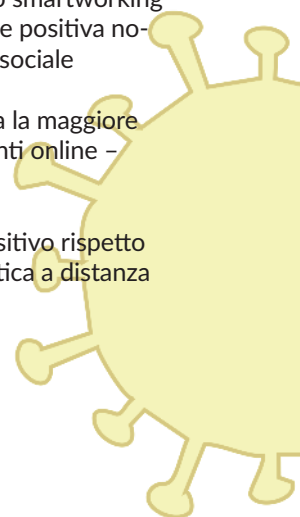 smartworking
e positiva no-
sociale
a la maggiore
nti online –
sitivo rispetto
tica a distanza